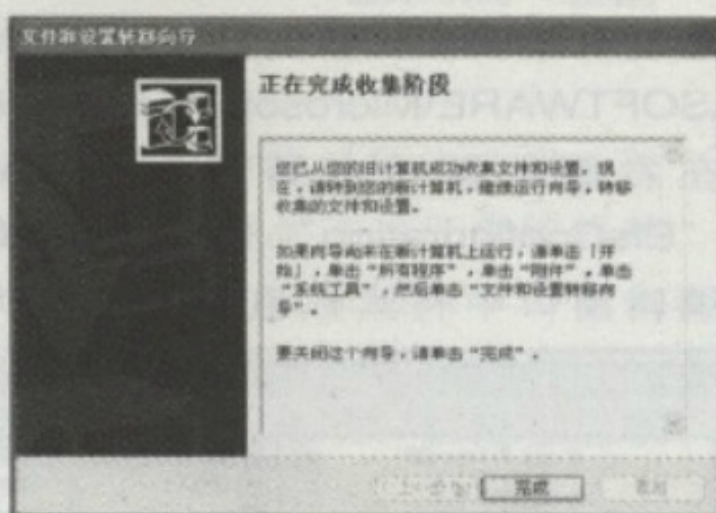 文件和设置转移向导
正在完成收集阶段
您已从您的旧计算机成功收集文件和设置。现
在，请转到您的新计算机，继续运行向导，转移
收集的文件和设置。
如果向导尚未在新计算机上运行，请单击「开
始」，单击“所有程序”，单击“附件”，单击
“系统工具”，然后单击“文件和设置转移向
导”。
要关闭这个向导，请单击“完成”。
完成
取消